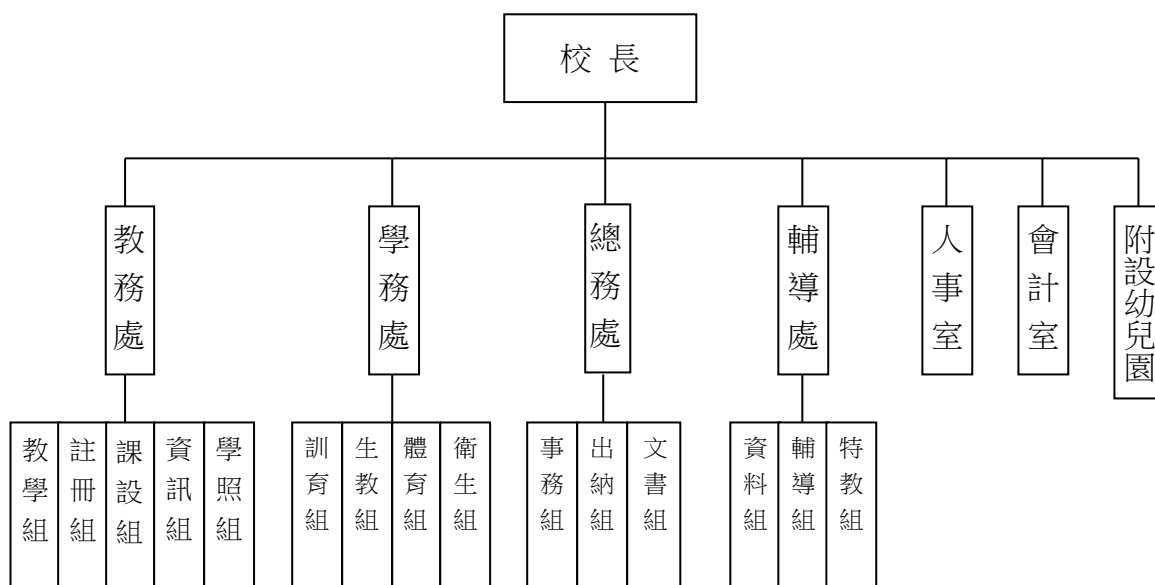 校 長
教務處
學務處
總務處
輔導處
人事室
會計室
附設幼兒園
教學組
註冊組
課設組
資訊組
學照組
訓育組
生教組
體育組
衛生組
事務組
出納組
文書組
資料組
輔導組
特教組